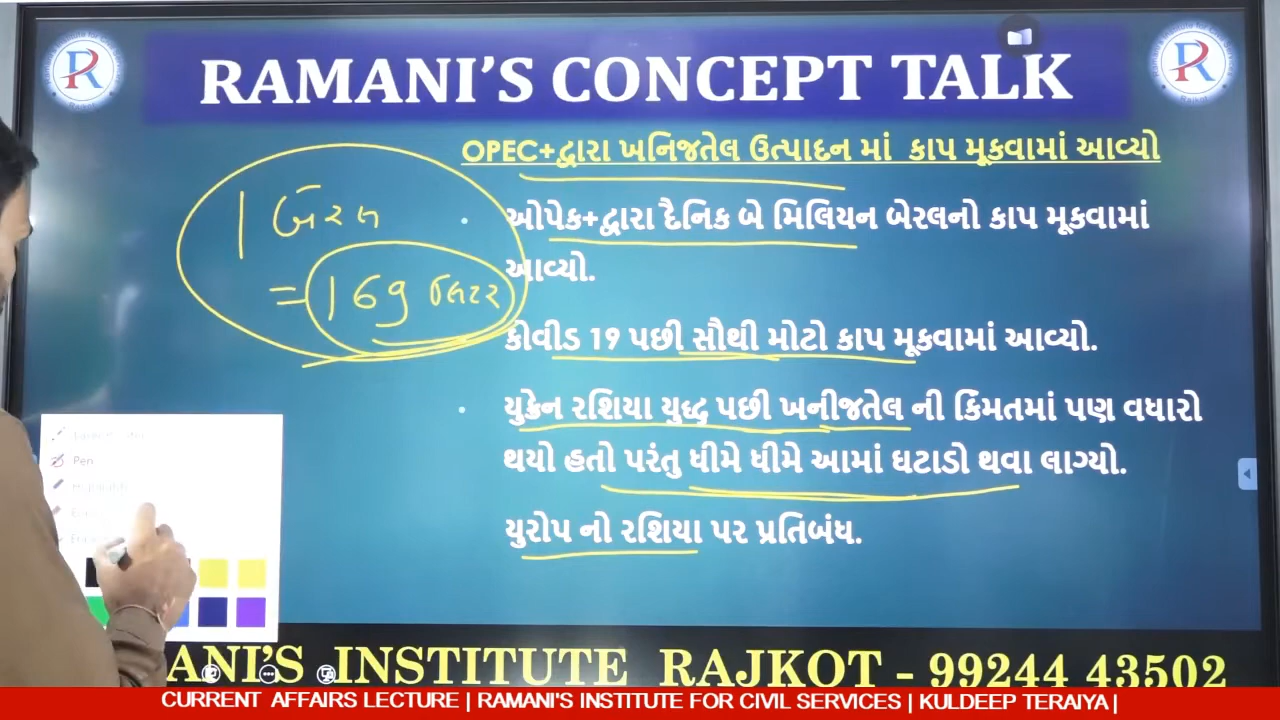 RAMANI'S CONCEPT TALK
OPEC+દ્વારા ખનિજતેલ ઉત્પાદન માં કાપ મૂકવામાં આવ્યો
1 બેરલ
= 169 લિટર
ઓપેક+દ્વારા દૈનિક બે મિલિયન બેરલનો કાપ મૂકવામાં
આવ્યો.
કોવીડ 19 પછી સૌથી મોટો કાપ મૂકવામાં આવ્યો.
યુક્રેન રશિયા યુધ્ધ પછી ખનીજતેલ ની કિંમતમાં પણ વધારો
થયો હતો પરંતુ ધીમે ધીમે આમાં ઘટાડો થવા લાગ્યો.
યુરોપ નો રશિયા પર પ્રતિબંધ.
Pen
ANI'S INSTITUTE RAJKOT - 99244 43502
CURRENT AFFAIRS LECTURE | RAMANI'S INSTITUTE FOR CIVIL SERVICES | KULDEEP TERAIYA |